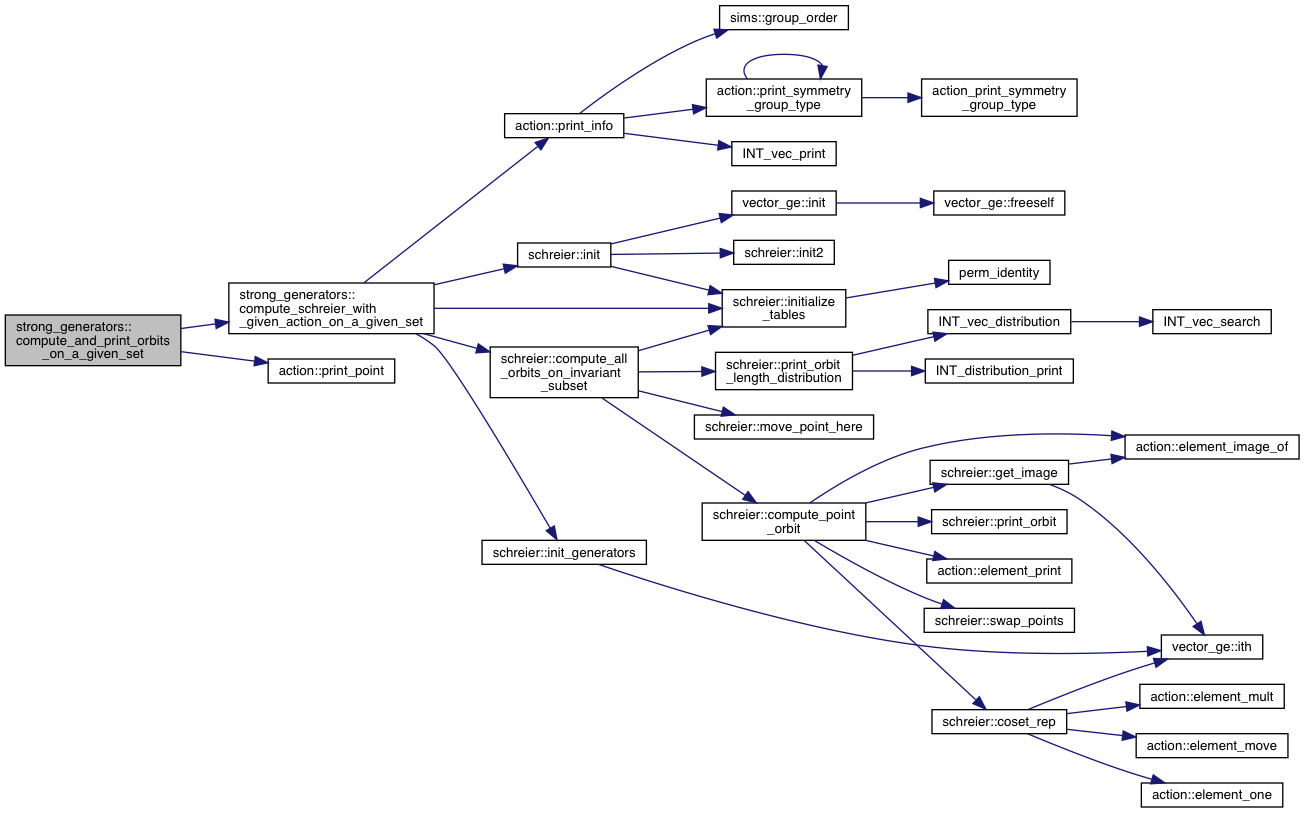 sims::group_order
action::print_symmetry
_group_type
action_print_symmetry
_group_type
action::print_info
INT_vec_print
vector_ge::init
vector_ge::freeself
schreier::init
schreier::init2
perm_identity
strong_generators::
compute_schreier_with
_given_action_on_a_given_set
schreier::initialize
_tables
INT_vec_distribution
INT_vec_search
strong_generators::
compute_and_print_orbits
_on_a_given_set
action::print_point
schreier::compute_all
_orbits_on_invariant
_subset
schreier::print_orbit
_length_distribution
INT_distribution_print
schreier::move_point_here
action::element_image_of
schreier::get_image
schreier::compute_point
_orbit
schreier::print_orbit
schreier::init_generators
action::element_print
schreier::swap_points
vector_ge::ith
action::element_mult
schreier::coset_rep
action::element_move
action::element_one